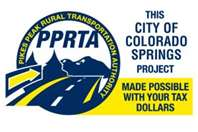 PIKES PEAK RURAL TRANSPORTATION AUTHORITY
PPRTA
THIS
CITY OF
COLORADO
SPRINGS
PROJECT
MADE POSSIBLE
WITH YOUR TAX
DOLLARS